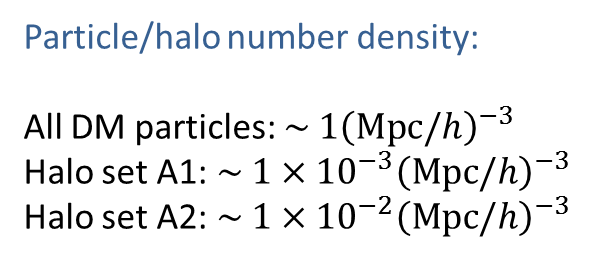 Particle/halo number density:
All DM particles: ~ 1(Mpc/h)⁻³
Halo set A1: ~ 1 × 10⁻³(Mpc/h)⁻³
Halo set A2: ~ 1 × 10⁻²(Mpc/h)⁻³